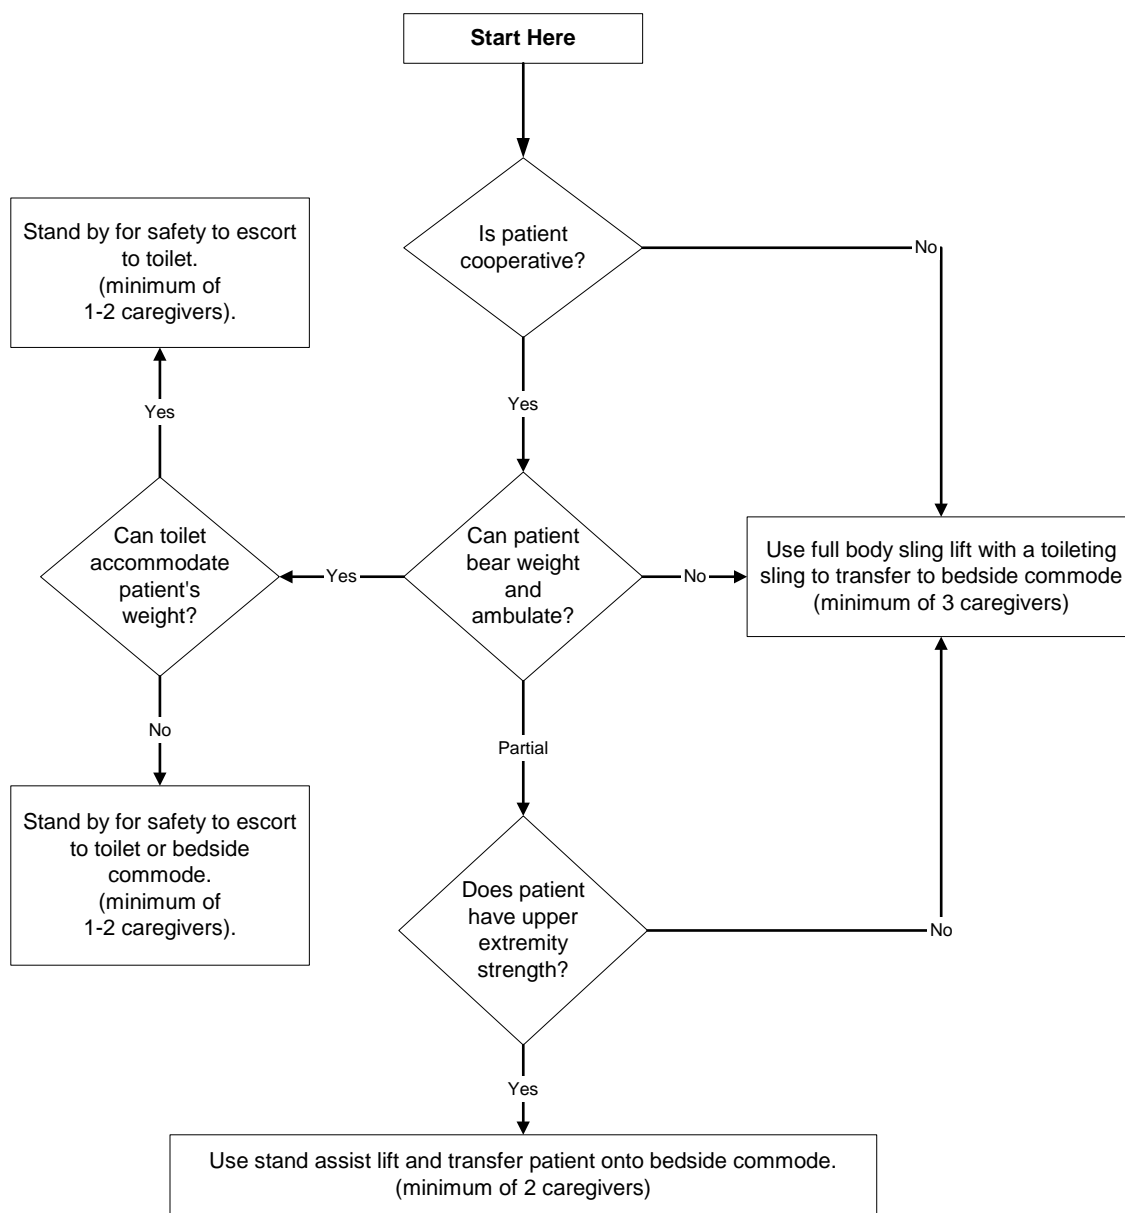 Start Here
Is patient
cooperative?
No
Yes
Stand by for safety to escort
to toilet.
(minimum of
1-2 caregivers).
Yes
Can toilet
accommodate
patient's
weight?
Yes
Can patient
bear weight
and
ambulate?
No
Use full body sling lift with a toileting
sling to transfer to bedside commode
(minimum of 3 caregivers)
No
Stand by for safety to escort
to toilet or bedside
commode.
(minimum of
1-2 caregivers).
Partial
Does patient
have upper
extremity
strength?
No
Yes
Use stand assist lift and transfer patient onto bedside commode.
(minimum of 2 caregivers)